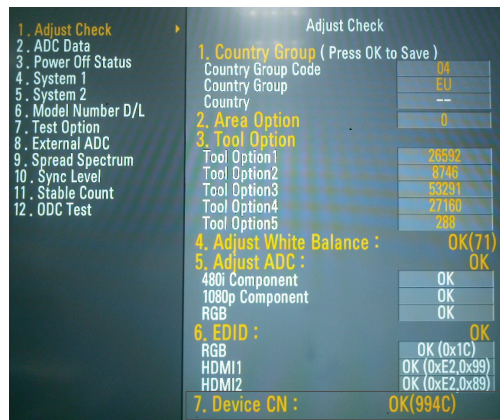 1. Adjust Check
2. ADC Data
3. Power Off Status
4. System 1
5. System 2
6. Model Number D/L
7. Test Option
8. External ADC
9. Spread Spectrum
10. Sync Level
11. Stable Count
12. ODC Test
Adjust Check
1. Country Group ( Press OK to Save )
Country Group Code 04
Country Group EU
Country --
2. Area Option 0
3. Tool Option
Tool Option1 26592
Tool Option2 8746
Tool Option3 53291
Tool Option4 27160
Tool Option5 288
4. Adjust White Balance : OK(71)
5. Adjust ADC : OK
480i Component OK
1080p Component OK
RGB OK
6. EDID : OK
RGB OK (0x1C)
HDMI1 OK (0xE2,0x99)
HDMI2 OK (0xE2,0x89)
7. Device CN : OK(994C)